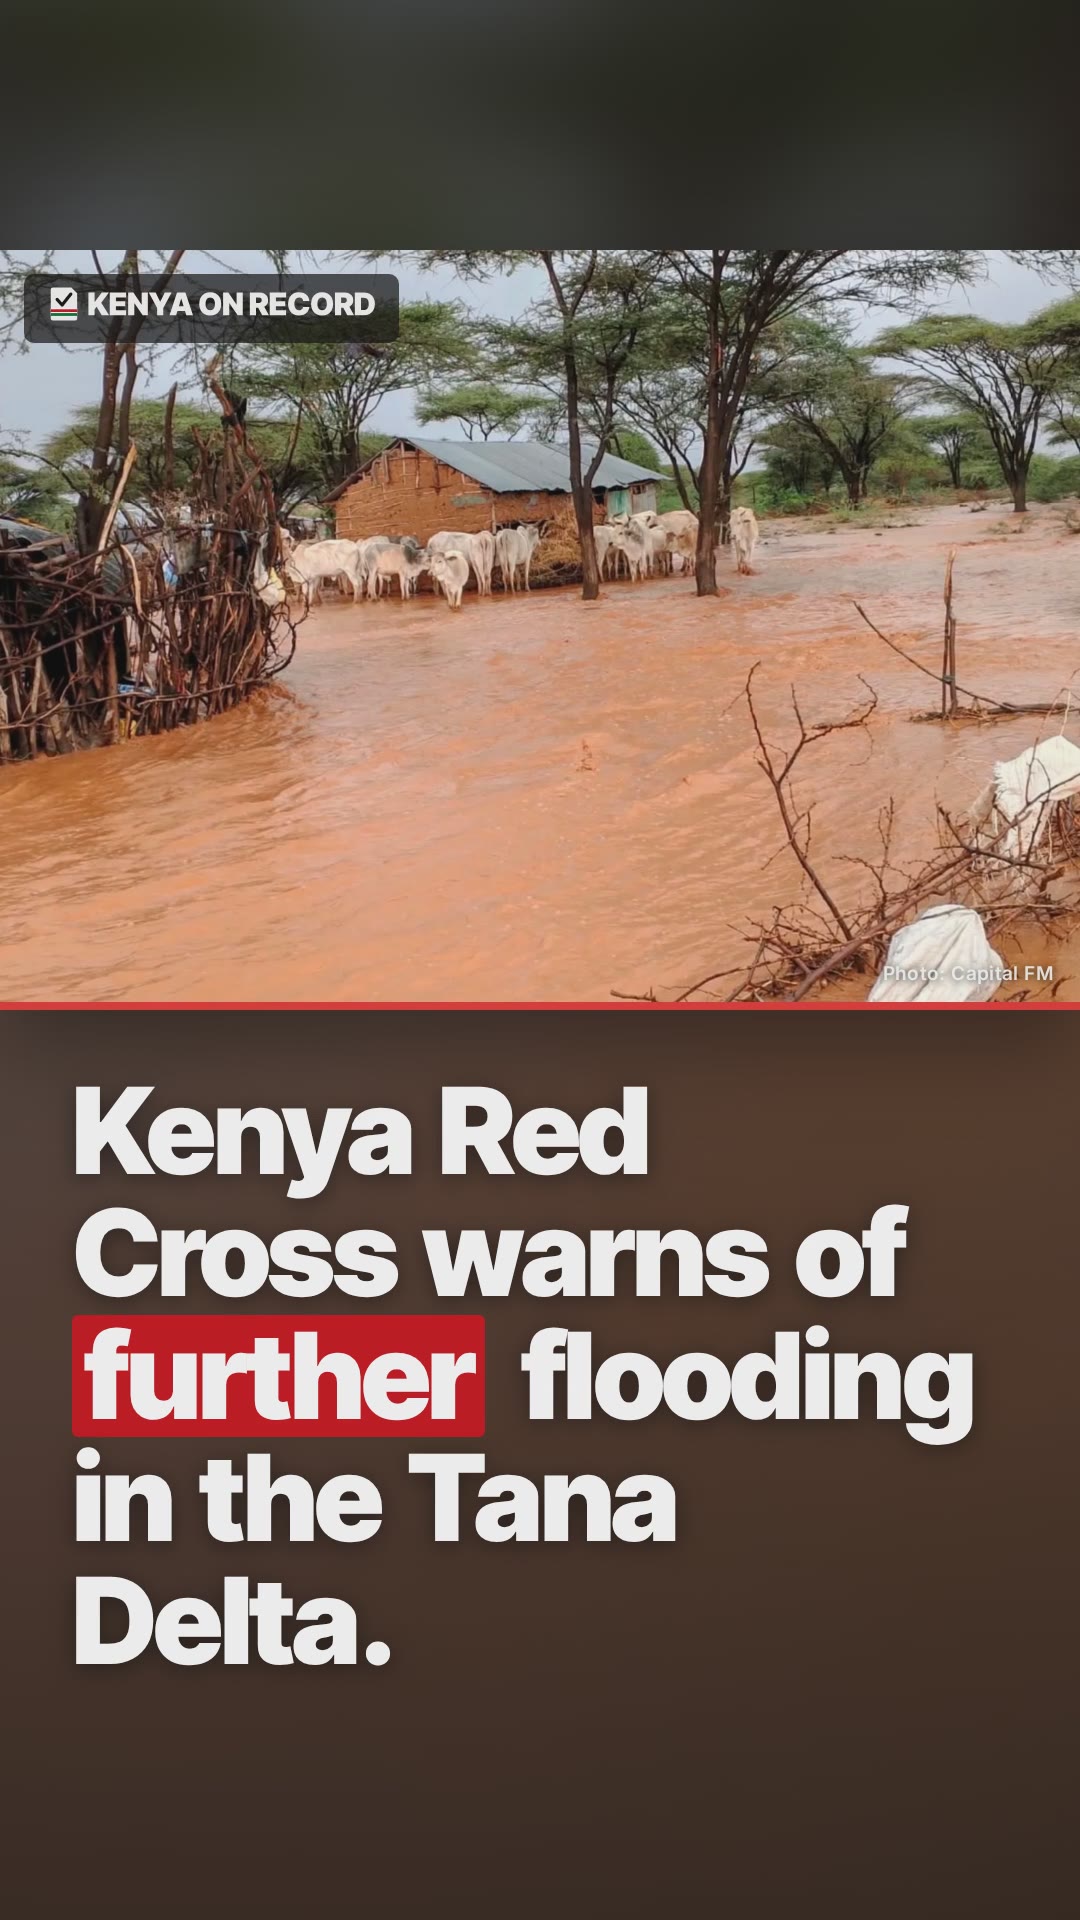 KENYA ON RECORD
Photo: Capital FM
Kenya Red
Cross warns of
further flooding
in the Tana
Delta.